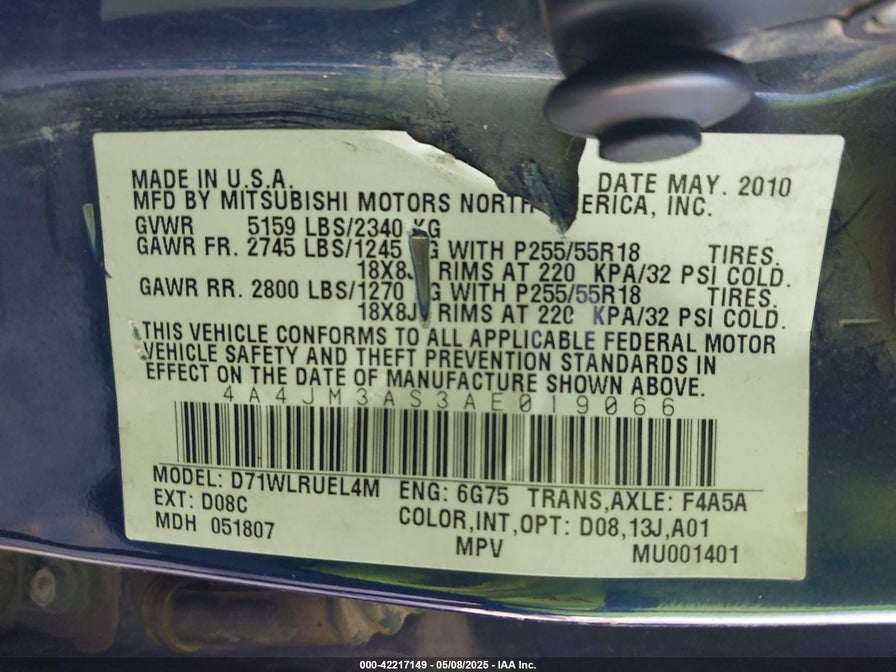 MADE IN U.S.A. DATE MAY. 2010
MFD BY MITSUBISHI MOTORS NORTH ERICA, INC.
GVWR 5159 LBS/2340 KG
GAWR FR. 2745 LBS/1245 G WITH P255/55R18 TIRES.
18X8J RIMS AT 220 KPA/32 PSI COLD.
GAWR RR. 2800 LBS/1270 G WITH P255/55R18 TIRES.
18X8J RIMS AT 220 KPA/32 PSI COLD.
THIS VEHICLE CONFORMS TO ALL APPLICABLE FEDERAL MOTOR
VEHICLE SAFETY AND THEFT PREVENTION STANDARDS IN
EFFECT ON THE DATE OF MANUFACTURE SHOWN ABOVE.
4A4JM3AS3AE019066
MODEL: D71WLRUEL4M ENG: 6G75 TRANS,AXLE: F4A5A
EXT: D08C COLOR,INT,OPT: D08,13J,A01
MDH 051807 MPV MU001401
000-42217149 - 05/08/2025 - IAA Inc.